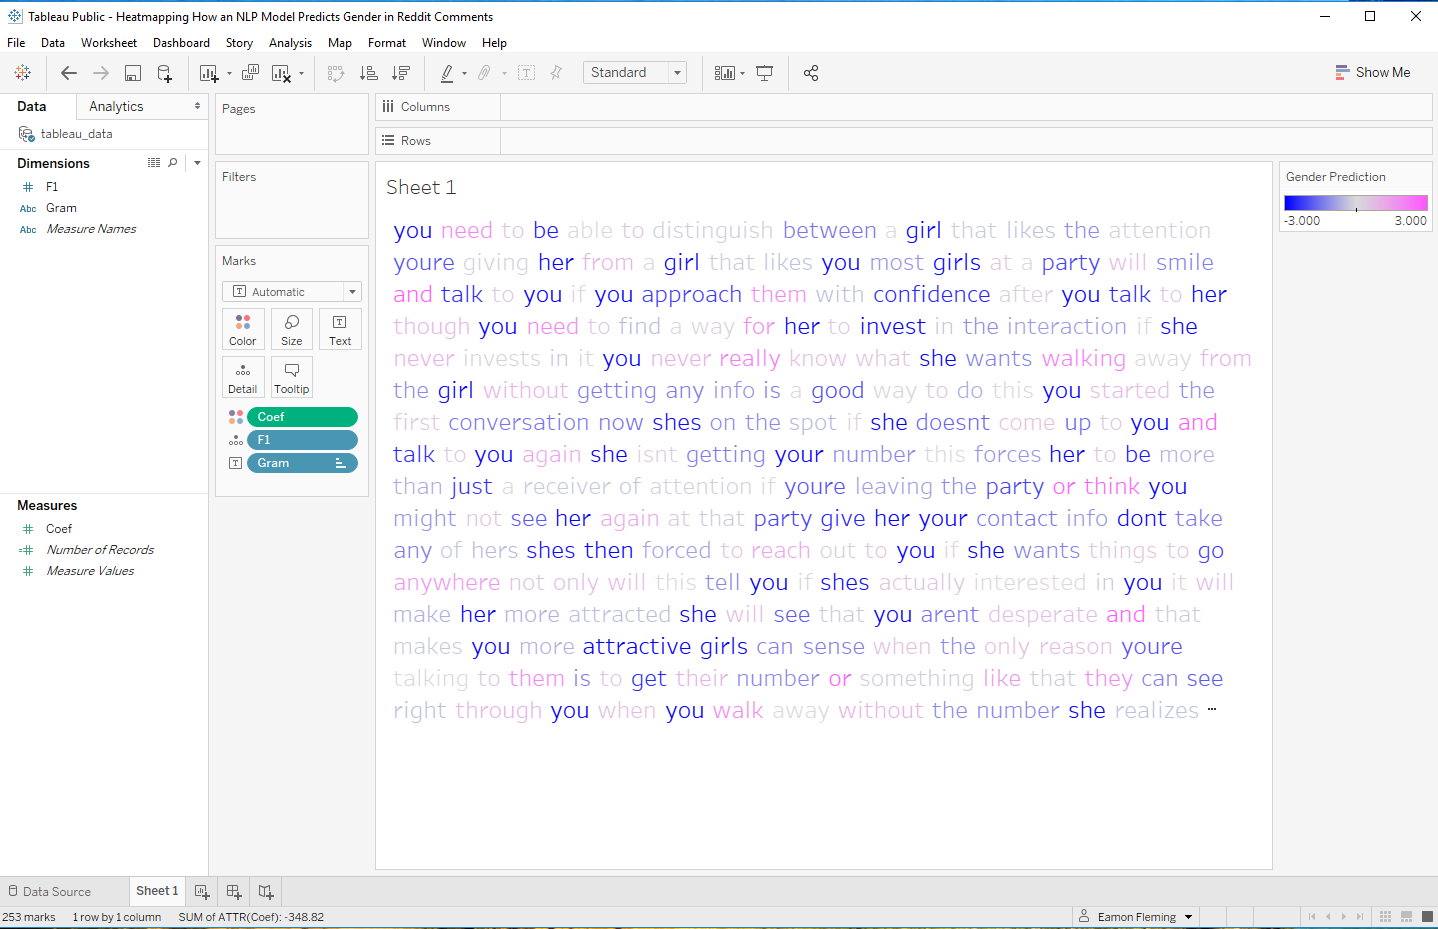 Tableau Public - Heatmapping How an NLP Model Predicts Gender in Reddit Comments
File Data Worksheet Dashboard Story Analysis Map Format Window Help
Standard
Show Me
Data Analytics
tableau_data
Dimensions
F1
Abc Gram
Abc Measure Names
Measures
Coef
Number of Records
Measure Values
Pages
Filters
Marks
Automatic
Color Size Text
Detail Tooltip
Coef
F1
Gram
Columns
Rows
Sheet 1
you need to be able to distinguish between a girl that likes the attention
youre giving her from a girl that likes you most girls at a party will smile
and talk to you if you approach them with confidence after you talk to her
though you need to find a way for her to invest in the interaction if she
never invests in it you never really know what she wants walking away from
the girl without getting any info is a good way to do this you started the
first conversation now shes on the spot if she doesnt come up to you and
talk to you again she isnt getting your number this forces her to be more
than just a receiver of attention if youre leaving the party or think you
might not see her again at that party give her your contact info dont take
any of hers shes then forced to reach out to you if she wants things to go
anywhere not only will this tell you if shes actually interested in you it will
make her more attracted she will see that you arent desperate and that
makes you more attractive girls can sense when the only reason youre
talking to them is to get their number or something like that they can see
right through you when you walk away without the number she realizes ...
Gender Prediction
-3.000 3.000
Data Source Sheet 1
253 marks 1 row by 1 column SUM of ATTR(Coef): -348.82
Eamon Fleming